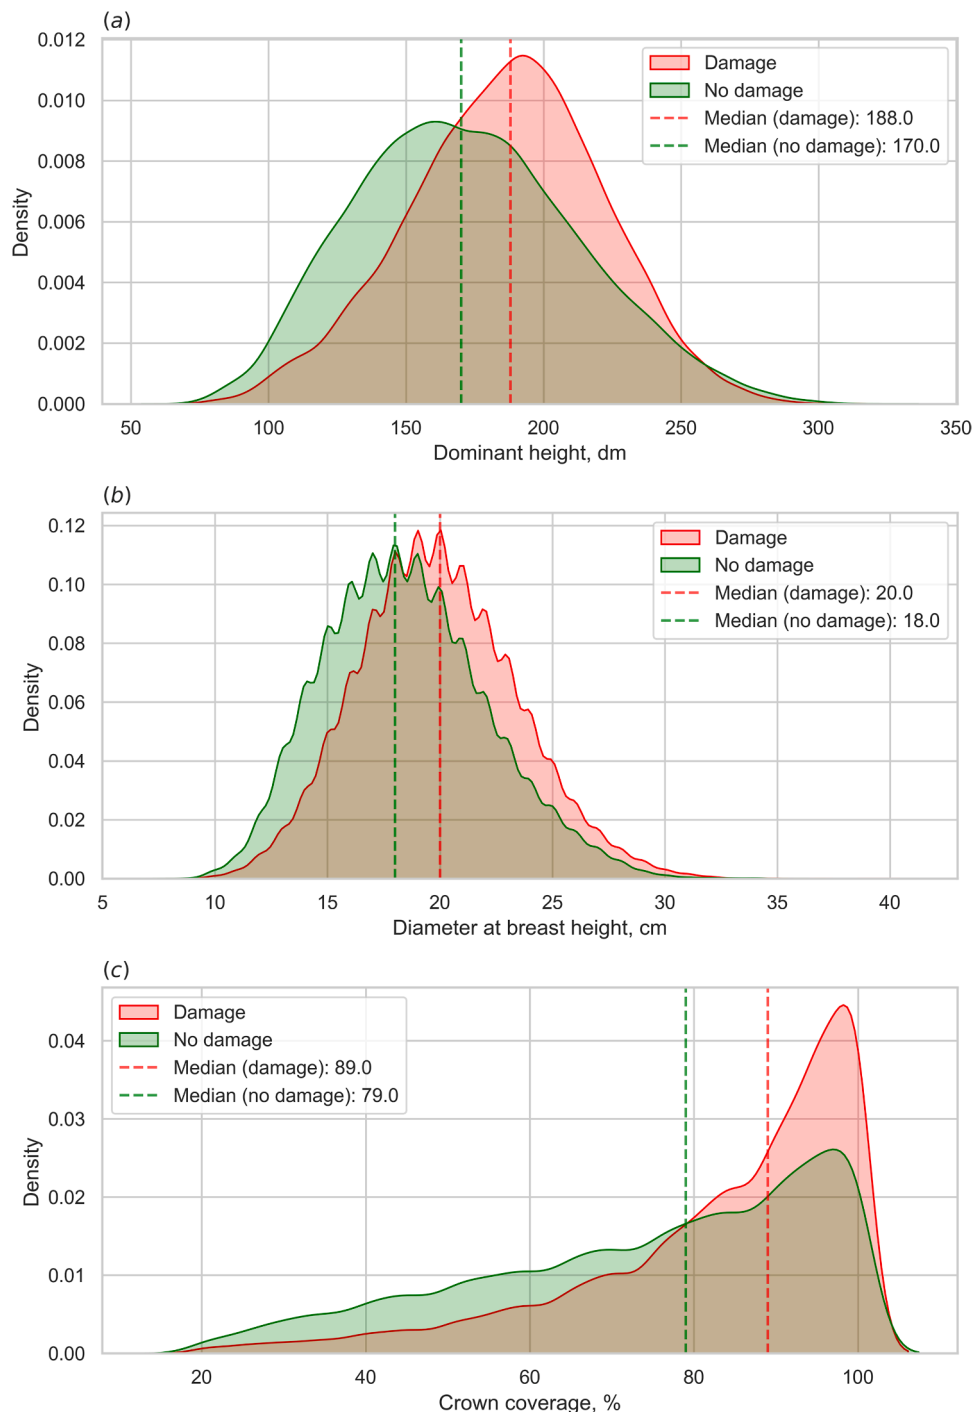 (a)
0.012
0.010
0.008
0.006
0.004
0.002
0.000
Density
Damage
No damage
Median (damage): 188.0
Median (no damage): 170.0
50 100 150 200 250 300 350
Dominant height, dm
(b)
0.12
0.10
0.08
0.06
0.04
0.02
0.00
Density
Damage
No damage
Median (damage): 20.0
Median (no damage): 18.0
5 10 15 20 25 30 35 40
Diameter at breast height, cm
(c)
0.04
0.03
0.02
0.01
0.00
Density
Damage
No damage
Median (damage): 89.0
Median (no damage): 79.0
20 40 60 80 100
Crown coverage, %